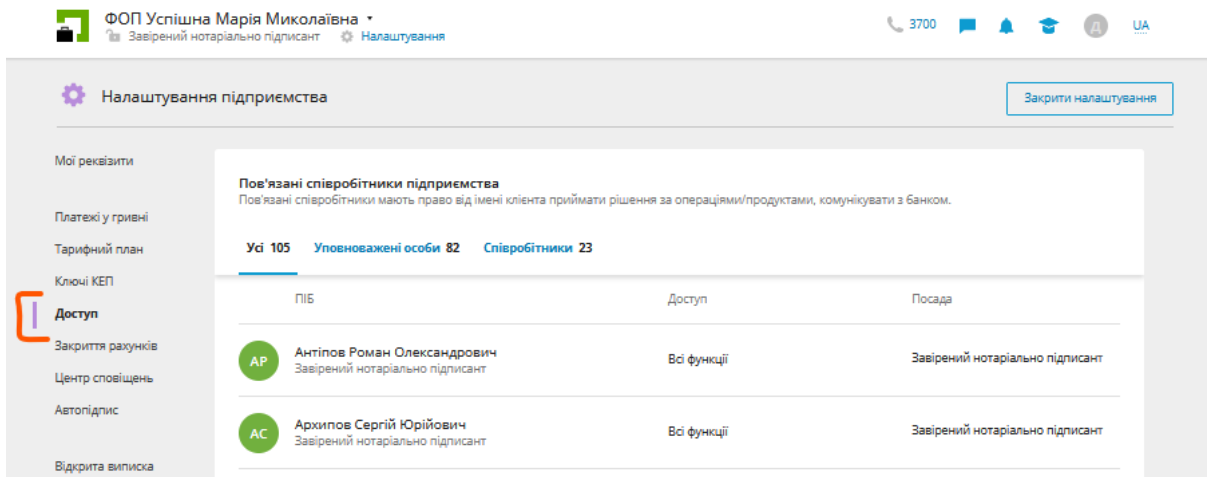 ФОП Успішна Марія Миколаївна
Завірений нотаріально підписант Налаштування
3700 Д UA
Налаштування підприємства
Закрити налаштування
Мої реквізити
Платежі у гривні
Тарифний план
Ключі КЕП
Доступ
Закриття рахунків
Центр сповіщень
Автопідпис
Відкрита виписка
Пов'язані співробітники підприємства
Пов'язані співробітники мають право від імені клієнта приймати рішення за операціями/продуктами, комунікувати з банком.
Усі 105 Уповноважені особи 82 Співробітники 23
ПІБ Доступ Посада
АР Антіпов Роман Олександрович Всі функції Завірений нотаріально підписант
Завірений нотаріально підписант
АС Архипов Сергій Юрійович Всі функції Завірений нотаріально підписант
Завірений нотаріально підписант